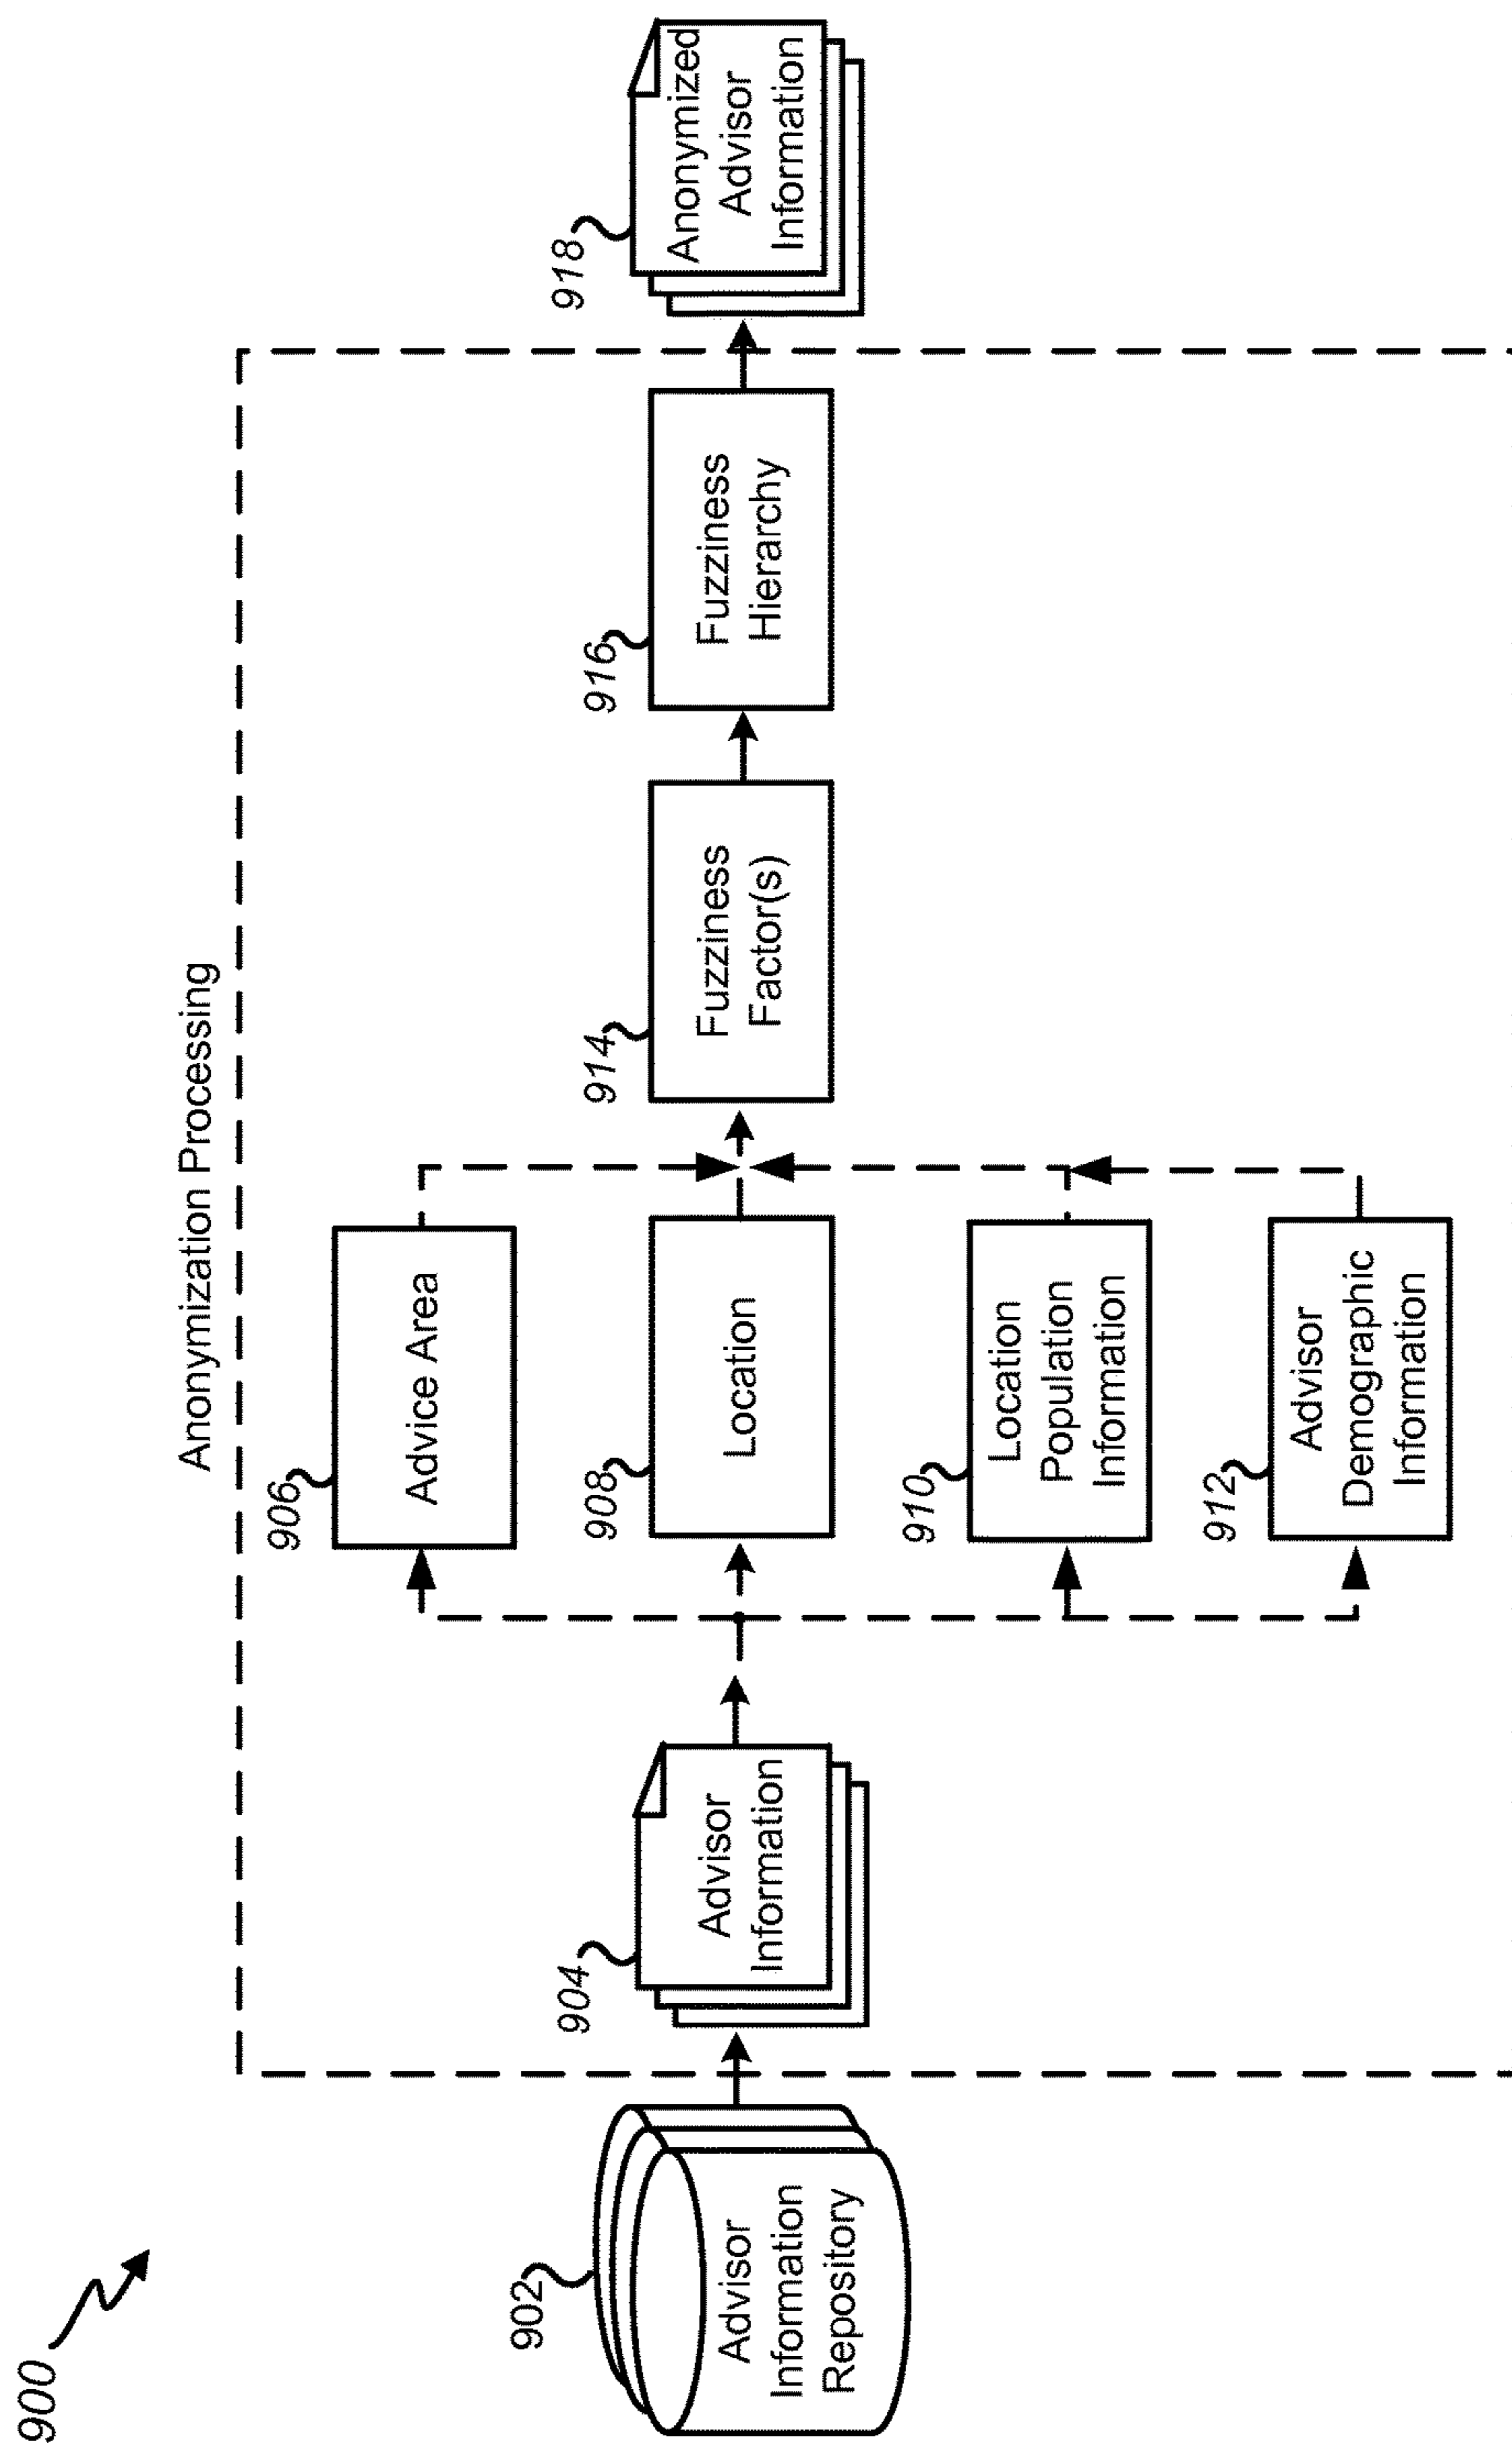 900
Anonymization Processing
902
Advisor
Information
Repository
904
Advisor
Information
906
Advice Area
908
Location
910
Location
Population
Information
912
Advisor
Demographic
Information
914
Fuzziness
Factor(s)
916
Fuzziness
Hierarchy
918
Anonymized
Advisor
Information